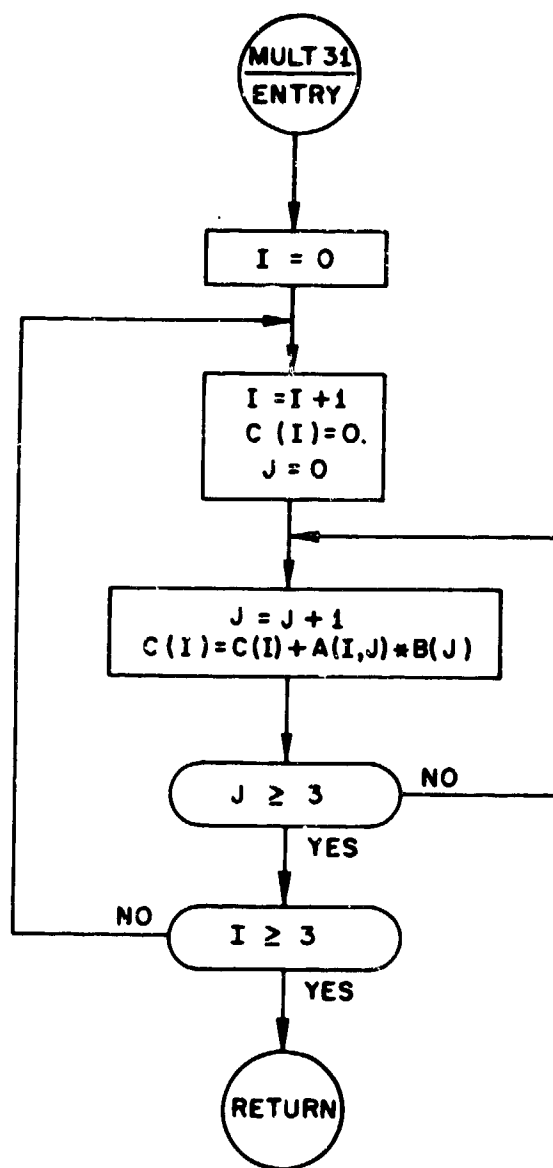 MULT 31
ENTRY
I = 0
I = I + 1
C (I) = 0.
J = 0
J = J + 1
C (I) = C(I) + A(I,J) * B(J)
J ≥ 3
NO
YES
I ≥ 3
NO
YES
RETURN